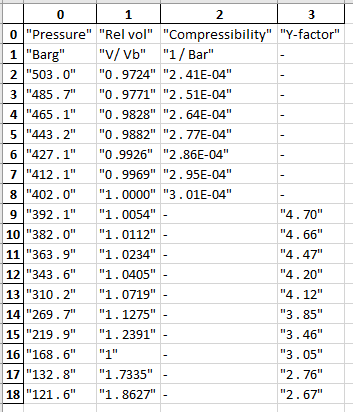 0 1 2 3
0 "Pressure" "Rel vol" "Compressibility" "Y-factor"
1 "Barg" "V/ Vb" "1 / Bar" -
2 "503 . 0" "0 . 9724" "2 . 41E-04" -
3 "485 . 7" "0 . 9771" "2 . 51E-04" -
4 "465 . 1" "0 . 9828" "2 . 64E-04" -
5 "443 . 2" "0 . 9882" "2 . 77E-04" -
6 "427 . 1" "0 . 9926" "2 . 86E-04" -
7 "412 . 1" "0 . 9969" "2 . 95E-04" -
8 "402 . 0" "1 . 0000" "3 . 01E-04" -
9 "392 . 1" "1 . 0054" - "4 . 70"
10 "382 . 0" "1 . 0112" - "4 . 66"
11 "363 . 9" "1 . 0234" - "4 . 47"
12 "343 . 6" "1 . 0405" - "4 . 20"
13 "310 . 2" "1 . 0719" - "4 . 12"
14 "269 . 7" "1 . 1275" - "3 . 85"
15 "219 . 9" "1 . 2391" - "3 . 46"
16 "168 . 6" "1" - "3 . 05"
17 "132 . 8" "1 . 7335" - "2 . 76"
18 "121 . 6" "1 . 8627" - "2 . 67"